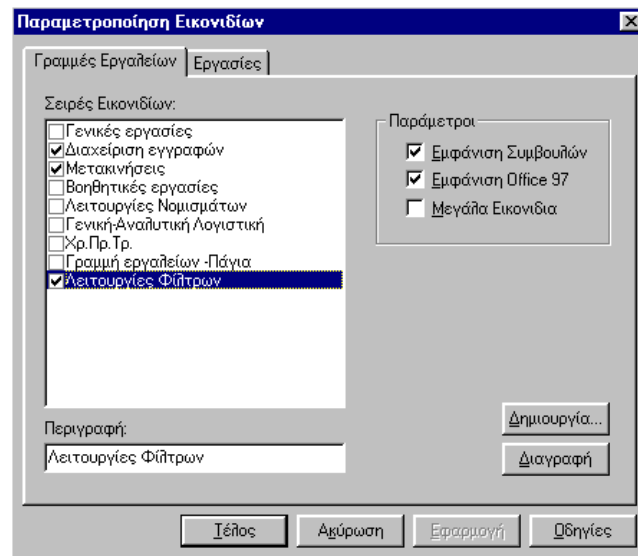 Παραμετροποίηση Εικονιδίων
Γραμμές Εργαλείων
Εργασίες
Σειρές Εικονιδίων:
Γενικές εργασίες
Διαχείριση εγγραφών
Μετακινήσεις
Βοηθητικές εργασίες
Λειτουργίες Νομισμάτων
Γενική-Αναλυτική Λογιστική
Χρ.Πρ.Τρ.
Γραμμή εργαλείων -Πάγια
Λειτουργίες Φίλτρων
Παράμετροι
Εμφάνιση Συμβουλών
Εμφάνιση Office 97
Μεγάλα Εικονιδια
Περιγραφή:
Λειτουργίες Φίλτρων
Δημιουργία...
Διαγραφή
Τέλος
Ακύρωση
Εφαρμογή
Οδηγίες